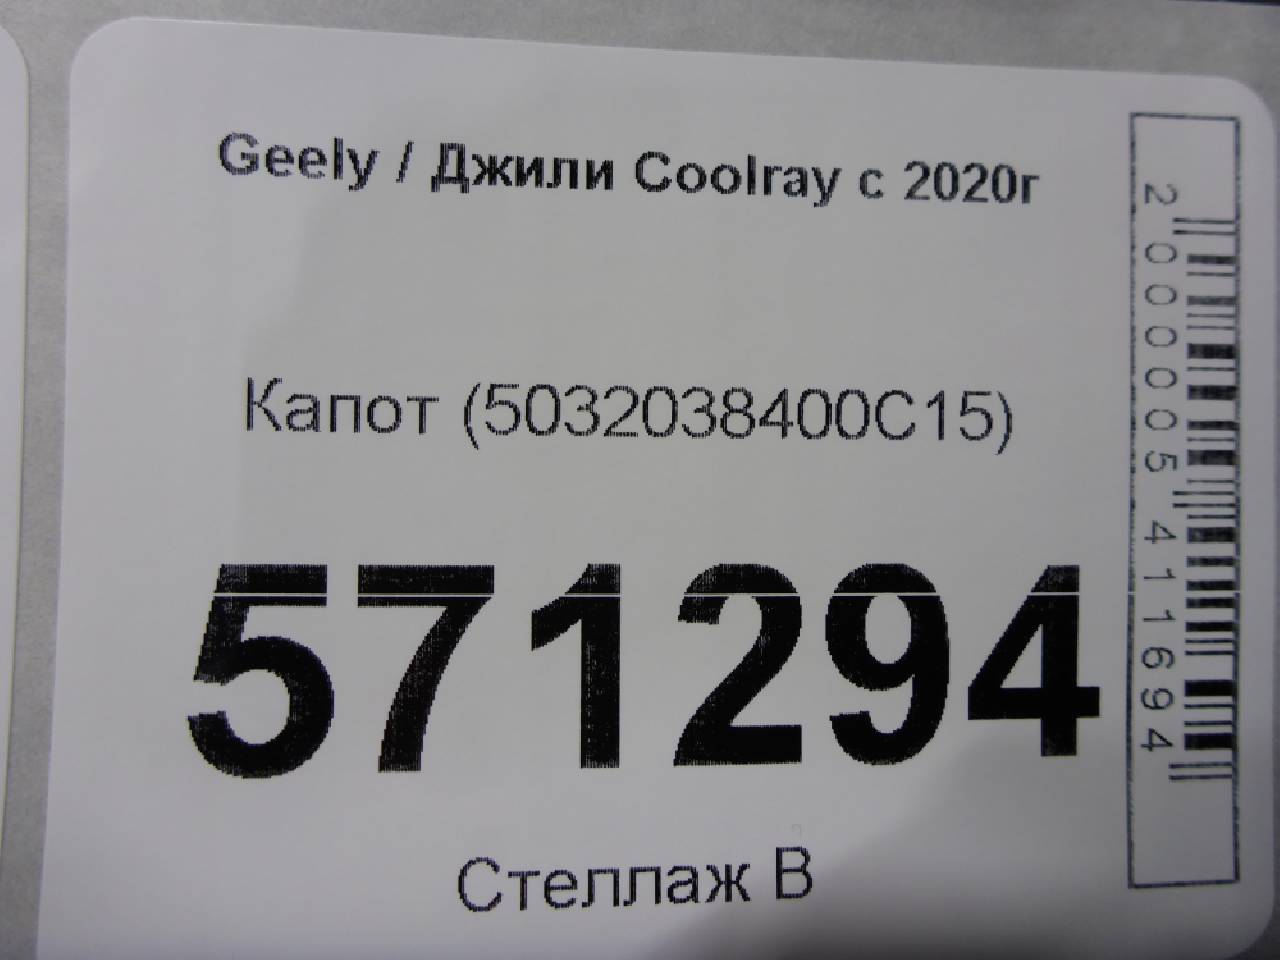 Geely / Джили Coolray с 2020г
Капот (5032038400C15)
571294
Стеллаж В
2000005411694